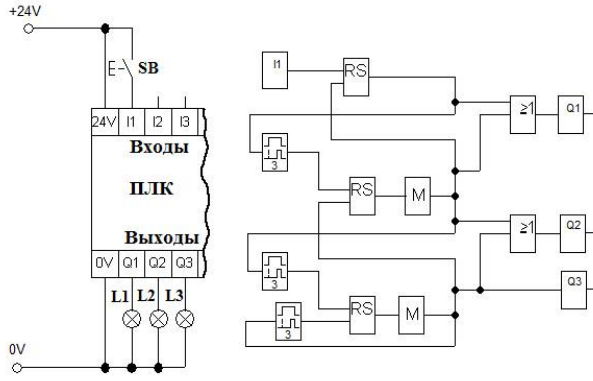 +24V
SB
24V I1 I2 I3
Входы
ПЛК
Выходы
0V Q1 Q2 Q3
L1 L2 L3
0V
I1
RS
≥1
Q1
3
RS
M
≥1
Q2
3
Q3
RS
M
3